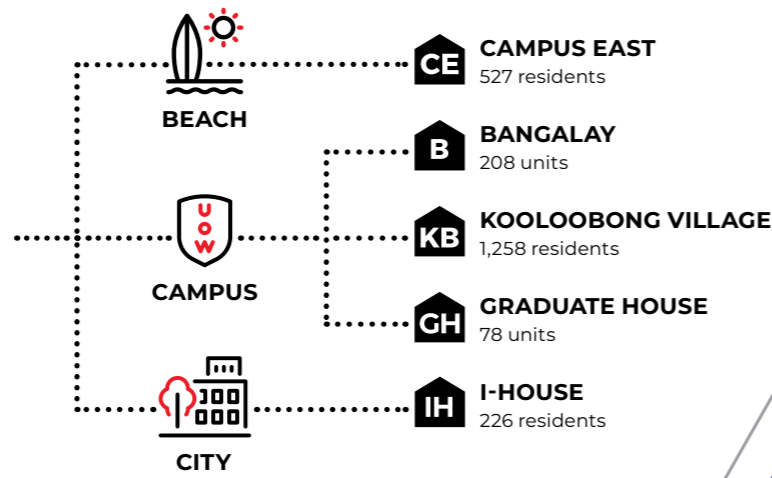 BEACH
CE
CAMPUS EAST
527 residents
B
BANGALAY
208 units
UOW
CAMPUS
KB
KOOLOOBONG VILLAGE
1,258 residents
GH
GRADUATE HOUSE
78 units
CITY
IH
I-HOUSE
226 residents